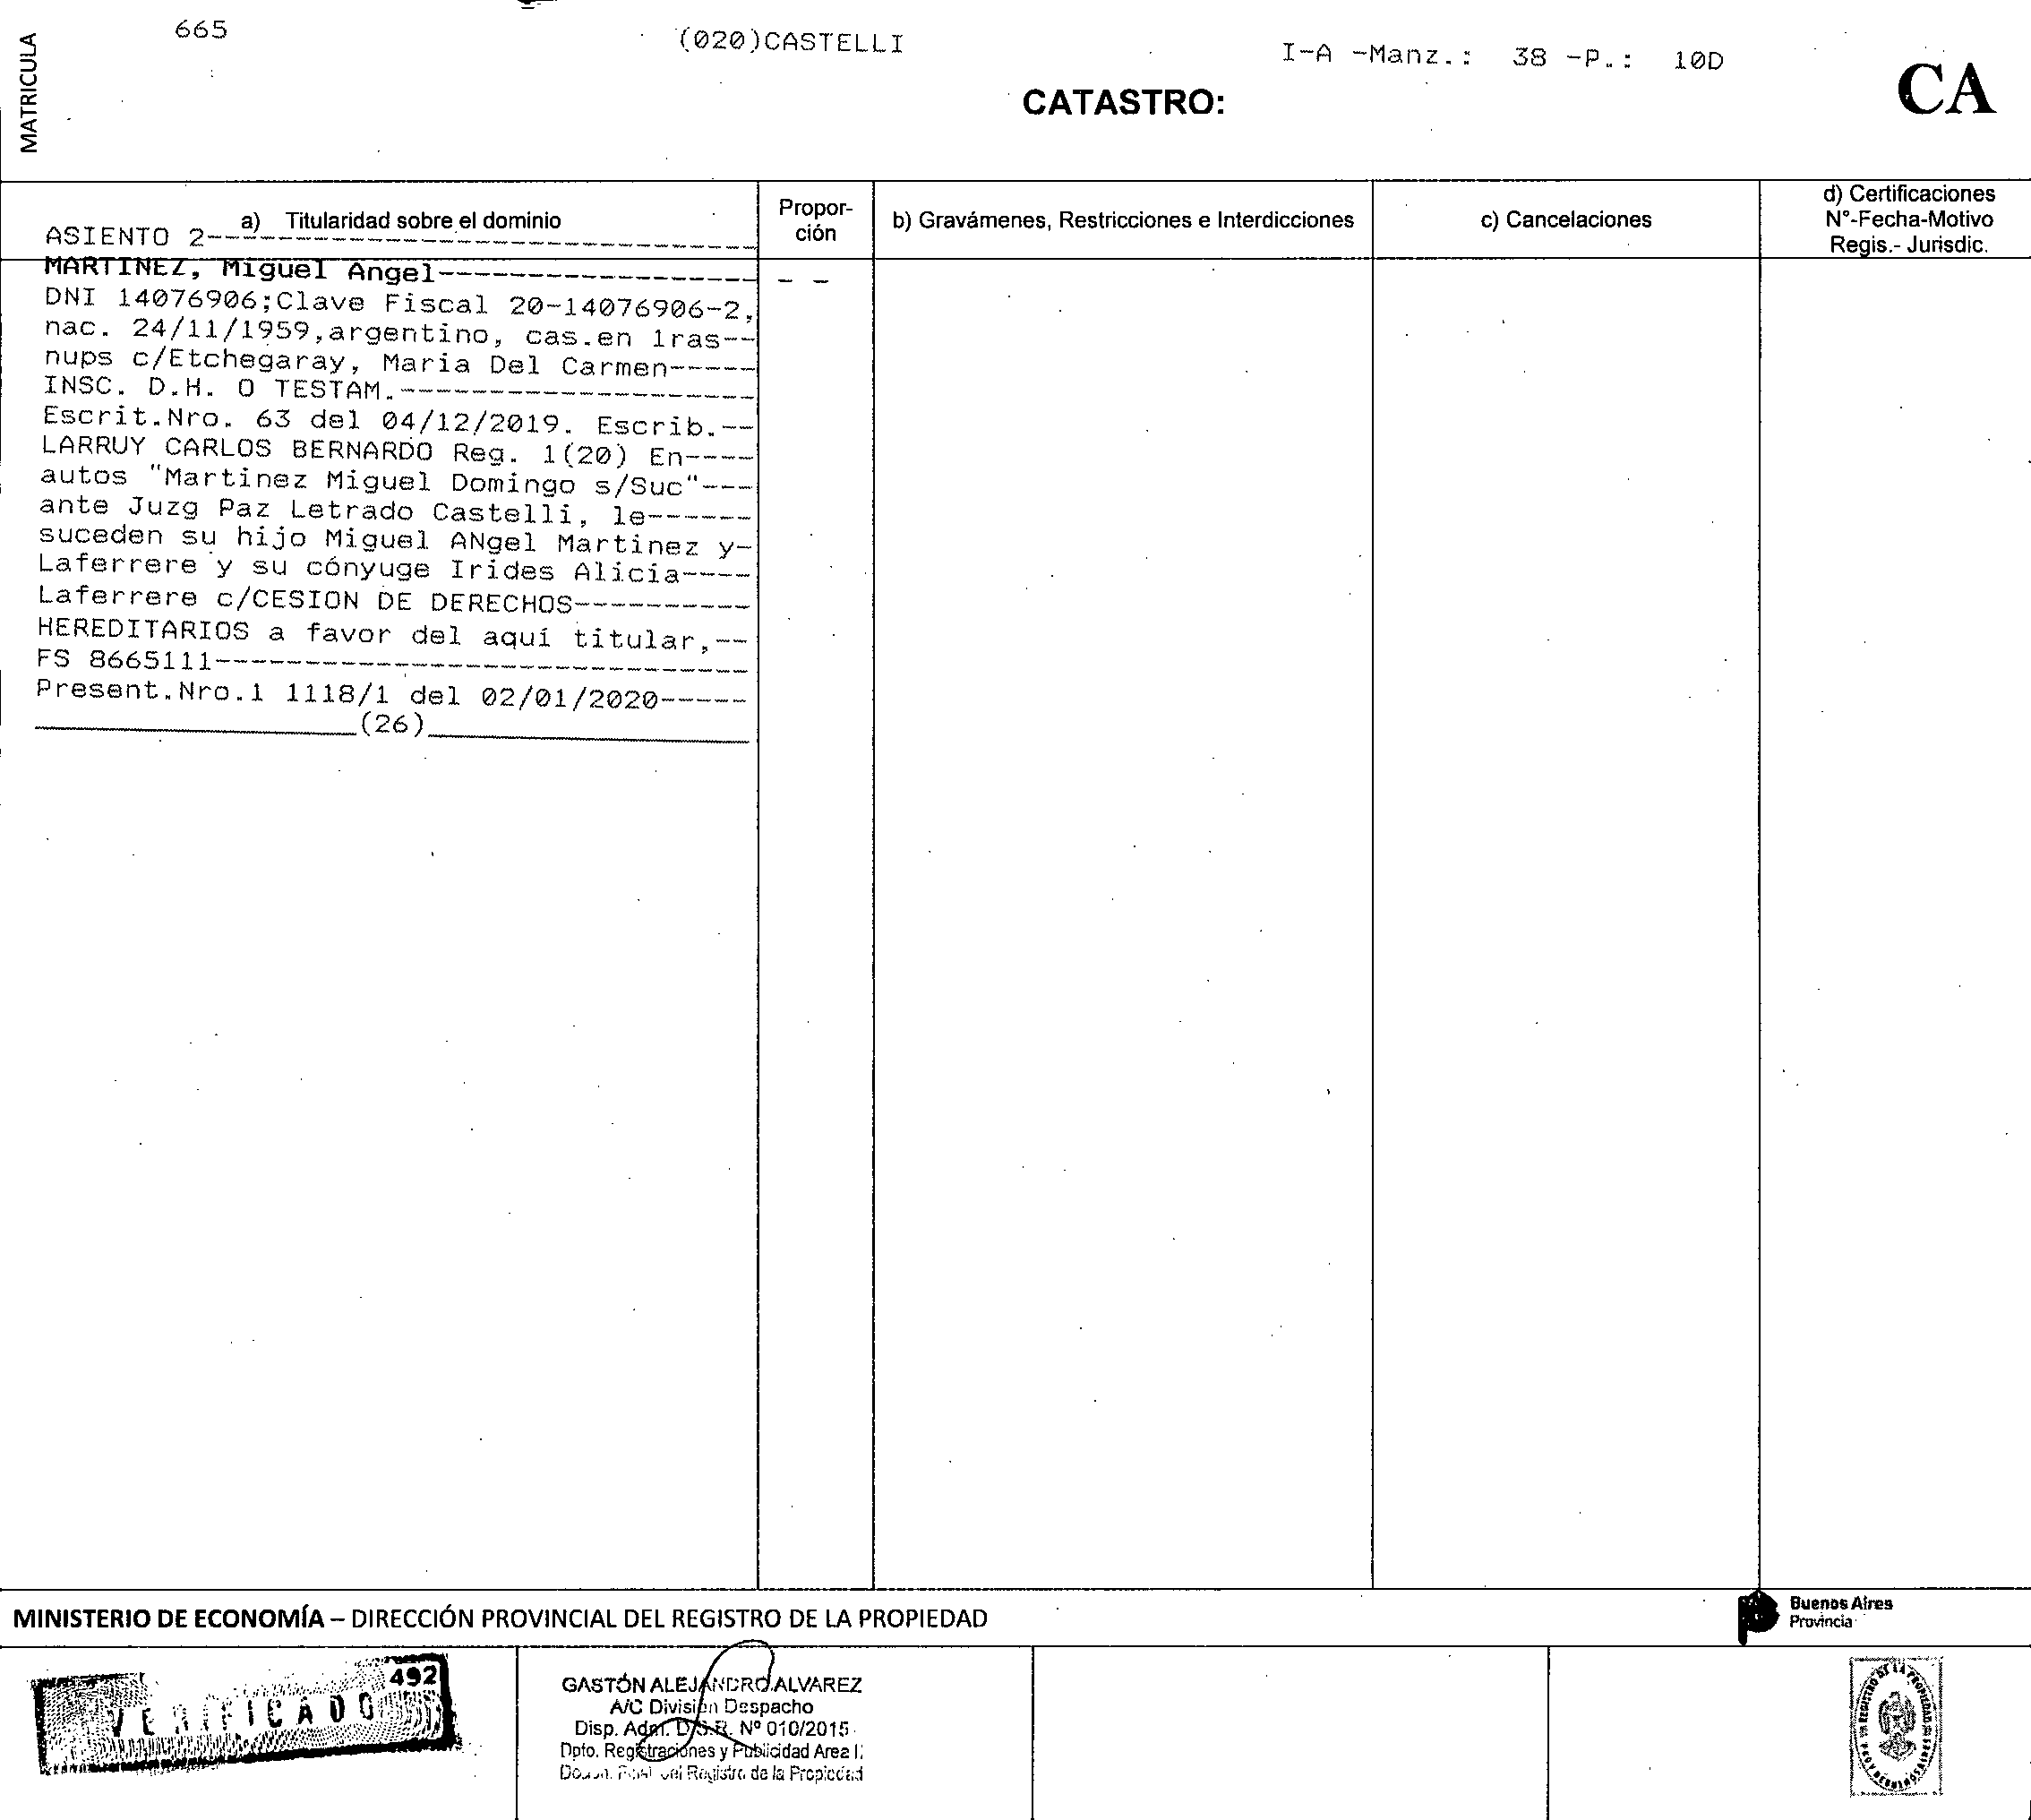 MATRICULA
665
(020)CASTELLI
I-A -Manz.: 38 -P.: 10D
CATASTRO:
CA
a) Titularidad sobre el dominio
Propor-
ción
b) Gravámenes, Restricciones e Interdicciones
c) Cancelaciones
d) Certificaciones
N°-Fecha-Motivo
Regis.- Jurisdic.
ASIENTO 2-------------------------------
MARTINEZ, Miguel Angel------------------ - -
DNI 14076906;Clave Fiscal 20-14076906-2,
nac. 24/11/1959,argentino, cas.en 1ras--
nups c/Etchegaray, Maria Del Carmen-----
INSC. D.H. O TESTAM.--------------------
Escrit.Nro. 63 del 04/12/2019. Escrib.--
LARRUY CARLOS BERNARDO Reg. 1(20) En----
autos "Martinez Miguel Domingo s/Suc"---
ante Juzg Paz Letrado Castelli, le------
suceden su hijo Miguel ANgel Martinez y-
Laferrere y su cónyuge Irides Alicia----
Laferrere c/CESION DE DERECHOS----------
HEREDITARIOS a favor del aquí titular,--
FS 8665111------------------------------
Present.Nro.1 1118/1 del 02/01/2020-----
(26)
MINISTERIO DE ECONOMÍA – DIRECCIÓN PROVINCIAL DEL REGISTRO DE LA PROPIEDAD
Buenos Aires
Provincia
492
VERIFICADO
GASTÓN ALEJANDRO ALVAREZ
A/C División Despacho
Disp. Adm. D.S.R. Nº 010/2015
Dpto. Registraciones y Publicidad Area I
Registro de la Propiedad
REGISTRO DE LA PROPIEDAD